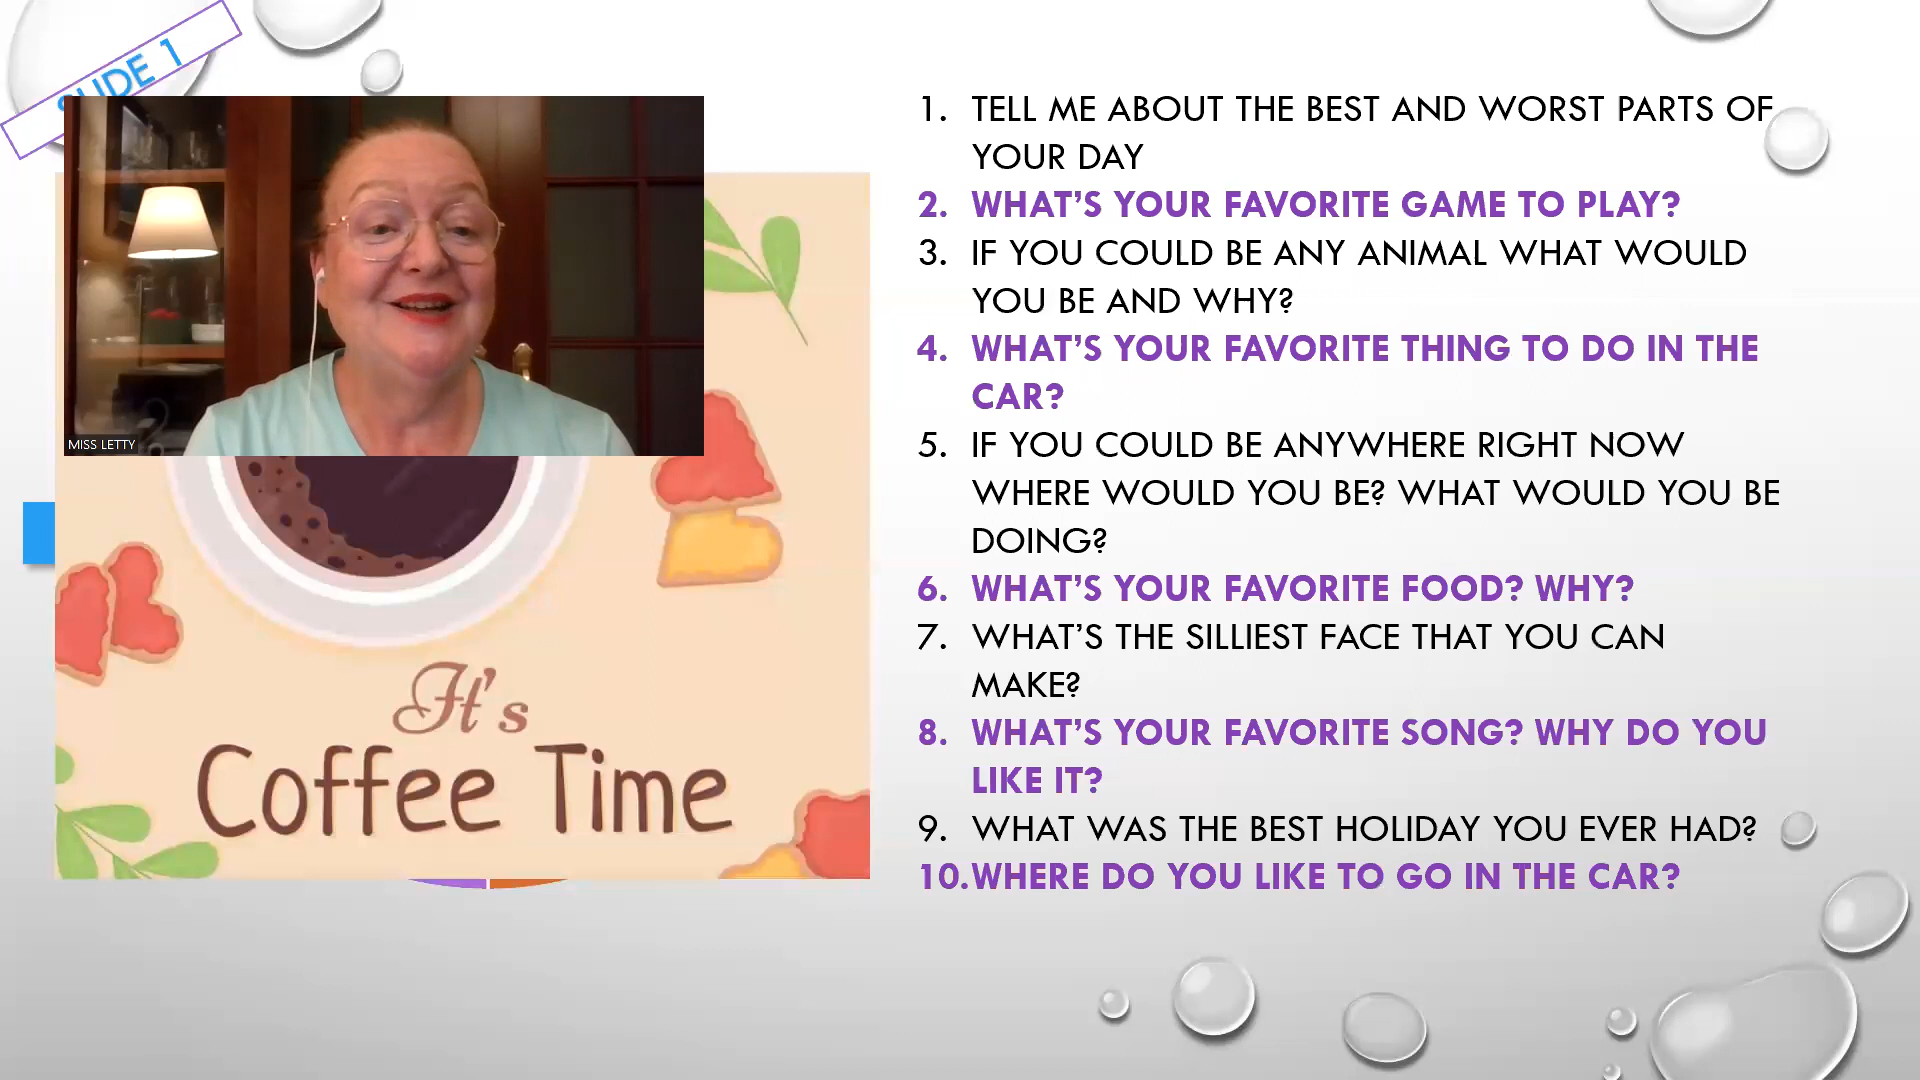 SLIDE 1
MISS LETTY
It's
Coffee Time
1. TELL ME ABOUT THE BEST AND WORST PARTS OF
YOUR DAY
2. WHAT'S YOUR FAVORITE GAME TO PLAY?
3. IF YOU COULD BE ANY ANIMAL WHAT WOULD
YOU BE AND WHY?
4. WHAT'S YOUR FAVORITE THING TO DO IN THE
CAR?
5. IF YOU COULD BE ANYWHERE RIGHT NOW
WHERE WOULD YOU BE? WHAT WOULD YOU BE
DOING?
6. WHAT'S YOUR FAVORITE FOOD? WHY?
7. WHAT'S THE SILLIEST FACE THAT YOU CAN
MAKE?
8. WHAT'S YOUR FAVORITE SONG? WHY DO YOU
LIKE IT?
9. WHAT WAS THE BEST HOLIDAY YOU EVER HAD?
10.WHERE DO YOU LIKE TO GO IN THE CAR?